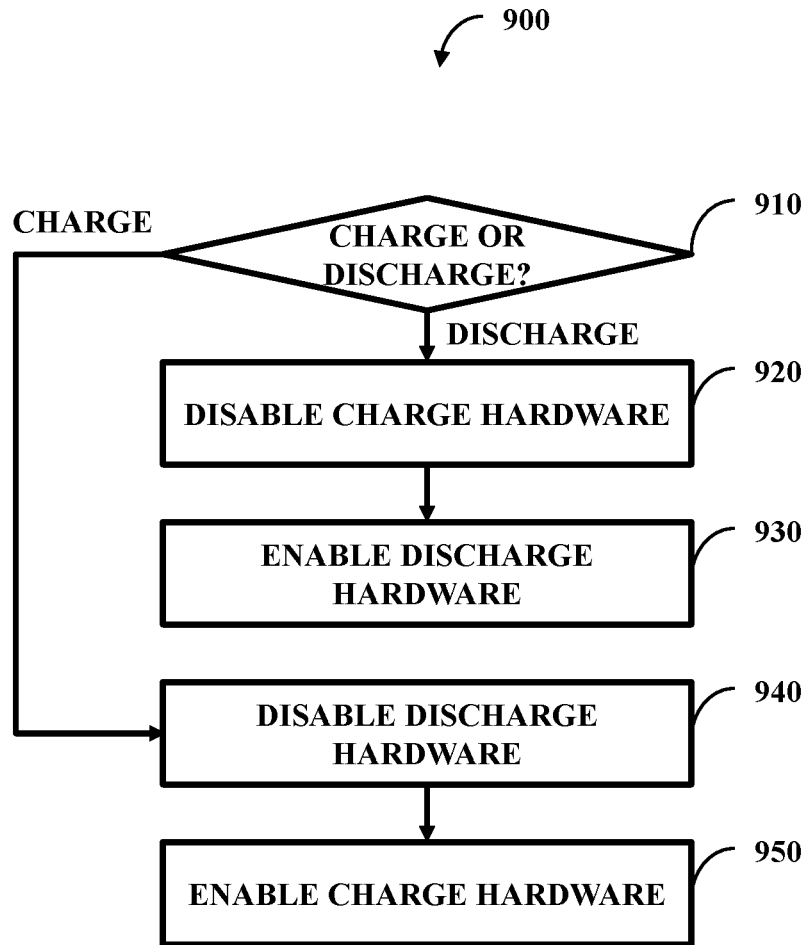 900
CHARGE
910
CHARGE OR
DISCHARGE?
DISCHARGE
920
DISABLE CHARGE HARDWARE
930
ENABLE DISCHARGE
HARDWARE
940
DISABLE DISCHARGE
HARDWARE
950
ENABLE CHARGE HARDWARE